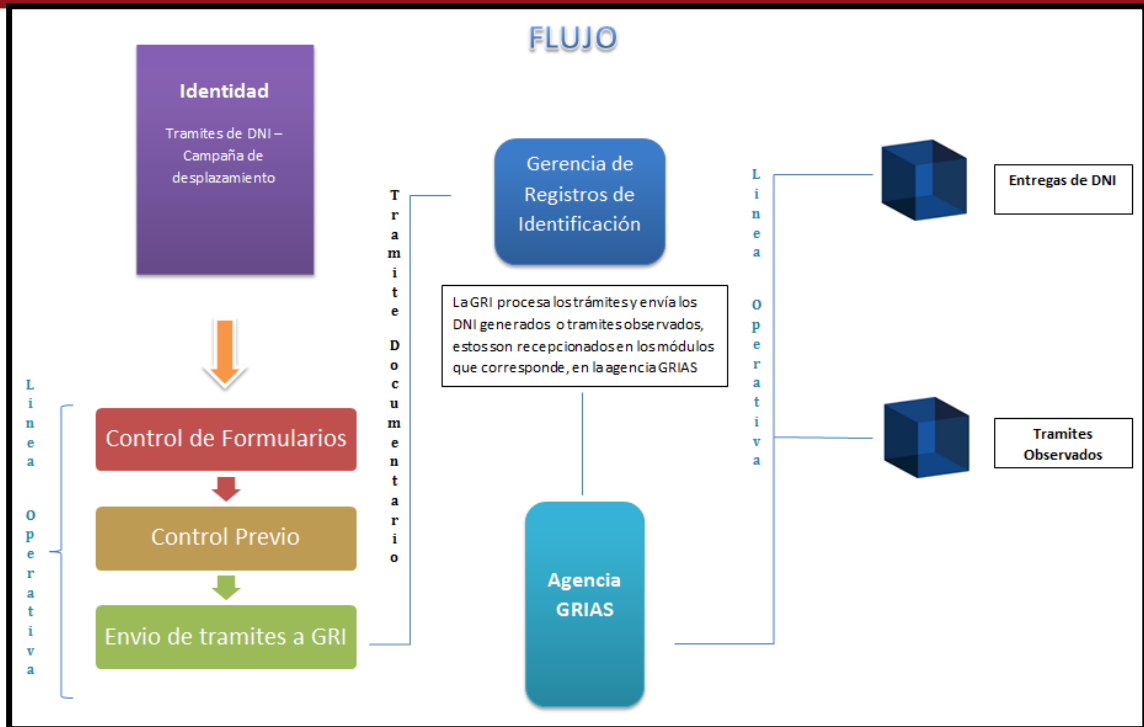 FLUJO
Identidad
Tramites de DNI –
Campaña de
desplazamiento
Linea Operativa
Control de Formularios
Control Previo
Envio de tramites a GRI
Tramite Documentario
Gerencia de
Registros de
Identificación
La GRI procesa los trámites y envía los
DNI generados o tramites observados,
estos son recepcionados en los módulos
que corresponde, en la agencia GRIAS
Agencia
GRIAS
Linea Operativa
Entregas de DNI
Tramites
Observados